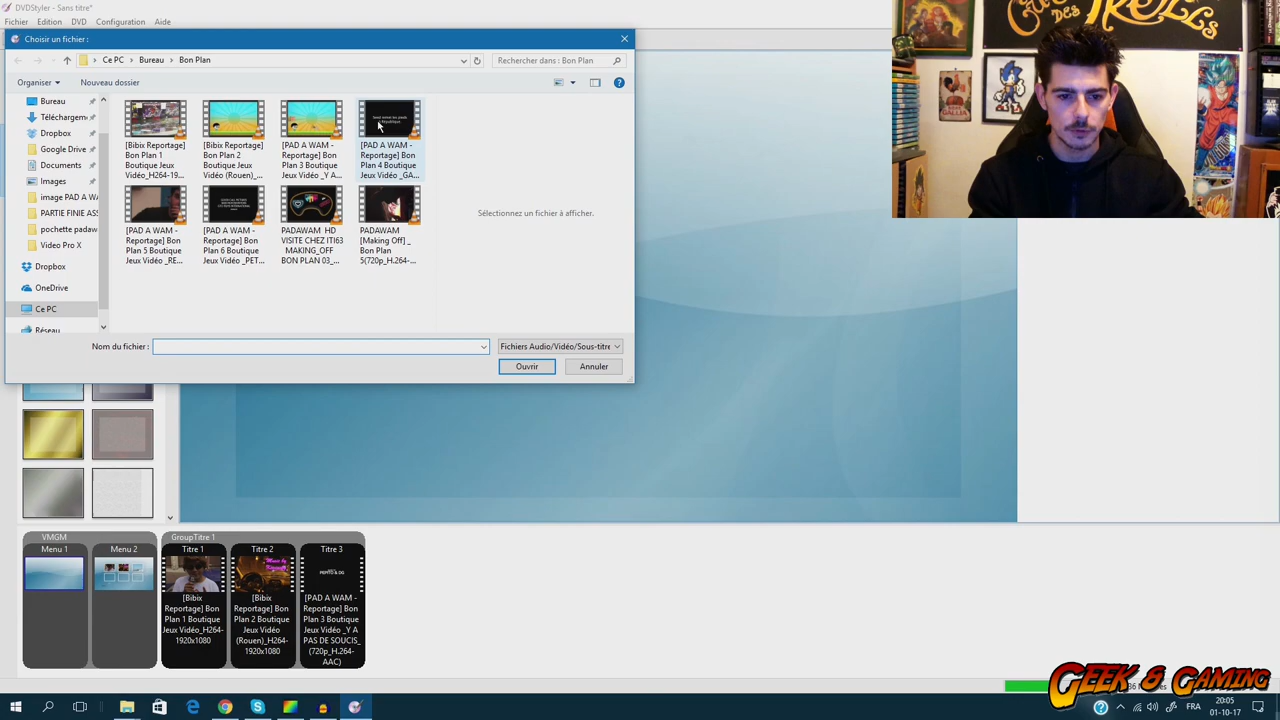 DVDStyler - Sans titre*
Fichier Edition DVD Configuration Aide
Choisir un fichier :
Ce PC > Bureau > Bon Plan
Rechercher dans : Bon Plan
Organiser
Nouveau dossier
Bureau
Téléchargem
Dropbox
Google Drive
Documents
Images
image PAD A WA
PARTIE FINIE ASS
pochette padaw
Video Pro X
Dropbox
OneDrive
Ce PC
Réseau
[Bibix Reportage] Bon Plan 1 Boutique Jeux Vidéo_H264-19...
[Bibix Reportage] Bon Plan 2 Boutique Jeux Vidéo (Rouen)_...
[PAD A WAM - Reportage] Bon Plan 3 Boutique Jeux Vidéo _Y A...
[PAD A WAM - Reportage] Bon Plan 4 Boutique Jeux Vidéo _GA...
[PAD A WAM - Reportage] Bon Plan 5 Boutique Jeux Vidéo _RE...
[PAD A WAM - Reportage] Bon Plan 6 Boutique Jeux Vidéo _PET...
PADAWAM HD VISITE CHEZ ITI63 MAKING_OFF BON PLAN 03_...
PADAWAM [Making Off] _ Bon Plan 5(720p_H.264-...
Sélectionnez un fichier à afficher.
Nom du fichier :
Fichiers Audio/Vidéo/Sous-titre
Ouvrir
Annuler
VMGM
GroupTitre 1
Menu 1
Menu 2
Titre 1
Titre 2
Titre 3
[Bibix Reportage] Bon Plan 1 Boutique Jeux Vidéo_H264-1920x1080
[Bibix Reportage] Bon Plan 2 Boutique Jeux Vidéo (Rouen)_H264-1920x1080
[PAD A WAM - Reportage] Bon Plan 3 Boutique Jeux Vidéo _Y A PAS DE SOUCIS_ (720p_H.264-AAC)
DES TREFLES
GEEK & GAMING
FRA
20:05
01-10-17